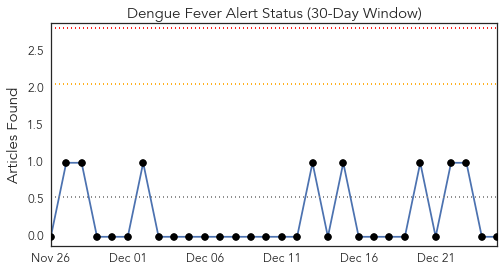 Dengue Fever Alert Status (30-Day Window)
Articles Found
2.5
2.0
1.5
1.0
0.5
0.0
Nov 26 Dec 01 Dec 06 Dec 11 Dec 16 Dec 21